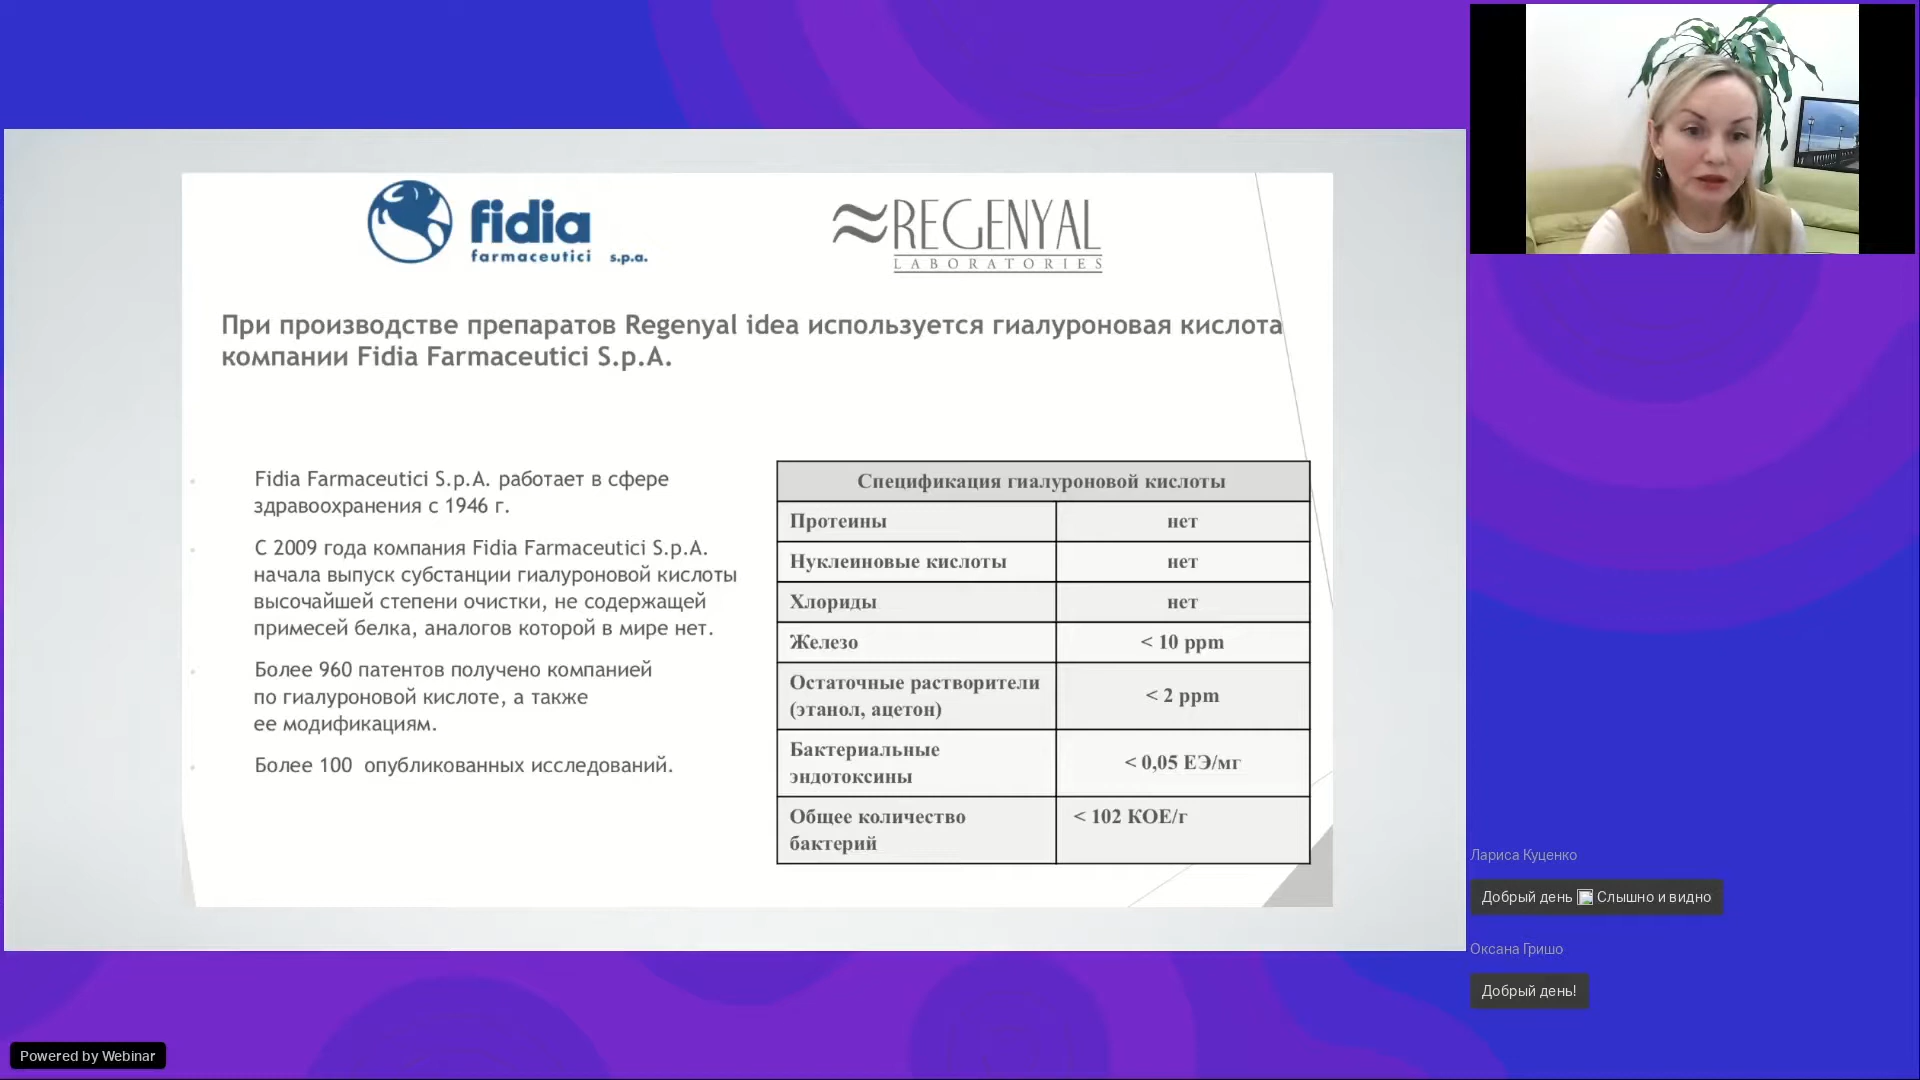 fidia
farmaceutici s.p.a.
REGENYAL
LABORATORIES
При производстве препаратов Regenyal idea используется гиалуроновая кислота
компании Fidia Farmaceutici S.p.A.
Fidia Farmaceutici S.p.A. работает в сфере
здравоохранения с 1946 г.
С 2009 года компания Fidia Farmaceutici S.p.A.
начала выпуск субстанции гиалуроновой кислоты
высочайшей степени очистки, не содержащей
примесей белка, аналогов которой в мире нет.
Более 960 патентов получено компанией
по гиалуроновой кислоте, а также
ее модификациям.
Более 100 опубликованных исследований.
Спецификация гиалуроновой кислоты
Протеины нет
Нуклеиновые кислоты нет
Хлориды нет
Железо < 10 ppm
Остаточные растворители
(этанол, ацетон) < 2 ppm
Бактериальные
эндотоксины < 0,05 ЕЭ/мг
Общее количество < 102 КОЕ/г
бактерий
Лариса Куценко
Добрый день Слышно и видно
Оксана Гришо
Добрый день!
Powered by Webinar